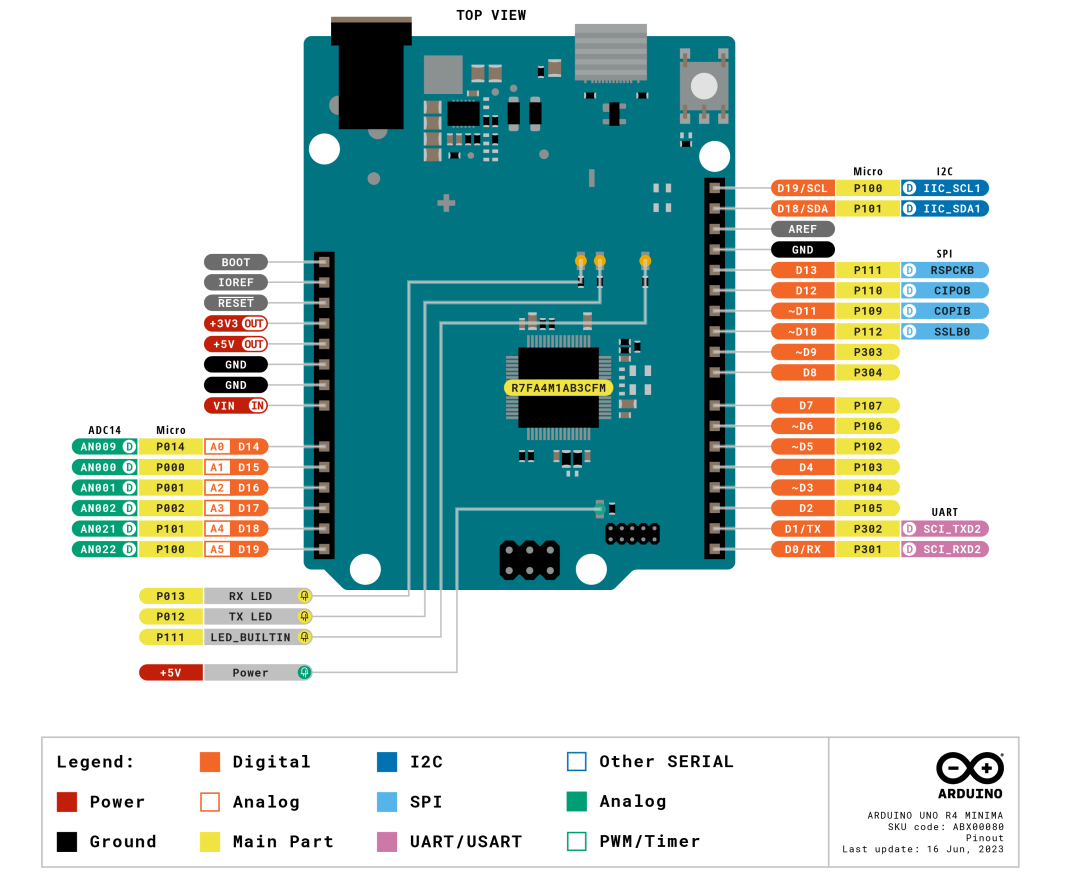 TOP VIEW
Micro I2C
D19/SCL P100 D IIC_SCL1
D18/SDA P101 D IIC_SDA1
AREF
GND
SPI
D13 P111 D RSPCKB
D12 P110 D CIPOB
~D11 P109 D COPIB
~D10 P112 D SSLB0
~D9 P303
D8 P304
D7 P107
~D6 P106
~D5 P102
D4 P103
~D3 P104
D2 P105
UART
D1/TX P302 D SCI_TXD2
D0/RX P301 D SCI_RXD2
BOOT
IOREF
RESET
+3V3 OUT
+5V OUT
GND
GND
VIN IN
ADC14 Micro
AN009 D P014 A0 D14
AN000 D P000 A1 D15
AN001 D P001 A2 D16
AN002 D P002 A3 D17
AN021 D P101 A4 D18
AN022 D P100 A5 D19
R7FA4M1AB3CFM
P013 RX LED
P012 TX LED
P111 LED_BUILTIN
+5V Power
Legend:
Power
Ground
Digital
Analog
Main Part
I2C
SPI
UART/USART
Other SERIAL
Analog
PWM/Timer
ARDUINO
ARDUINO UNO R4 MINIMA
SKU code: ABX00080
Pinout
Last update: 16 Jun, 2023